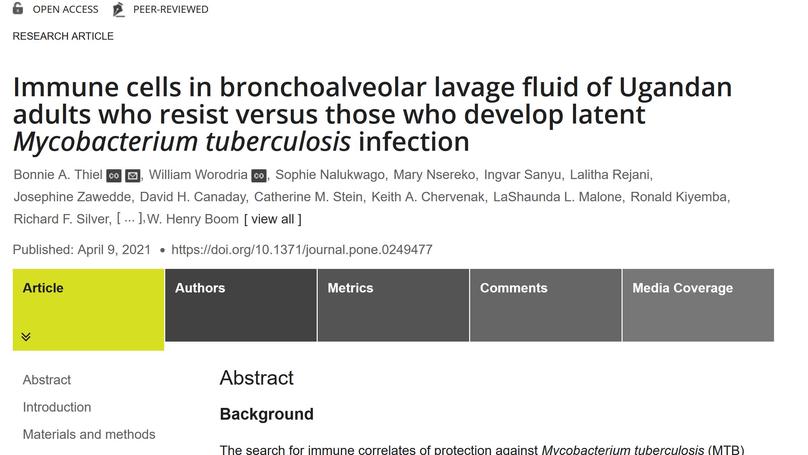 OPEN ACCESS PEER-REVIEWED
RESEARCH ARTICLE
Immune cells in bronchoalveolar lavage fluid of Ugandan
adults who resist versus those who develop latent
Mycobacterium tuberculosis infection
Bonnie A. Thiel co, William Worodria co, Sophie Nalukwago, Mary Nsereko, Ingvar Sanyu, Lalitha Rejani,
Josephine Zawedde, David H. Canaday, Catherine M. Stein, Keith A. Chervenak, LaShaunda L. Malone, Ronald Kiyemba,
Richard F. Silver, [ ... ], W. Henry Boom [ view all ]
Published: April 9, 2021 • https://doi.org/10.1371/journal.pone.0249477
Article Authors Metrics Comments Media Coverage
Abstract
Introduction
Materials and methods
Abstract
Background
The search for immune correlates of protection against Mycobacterium tuberculosis (MTB)